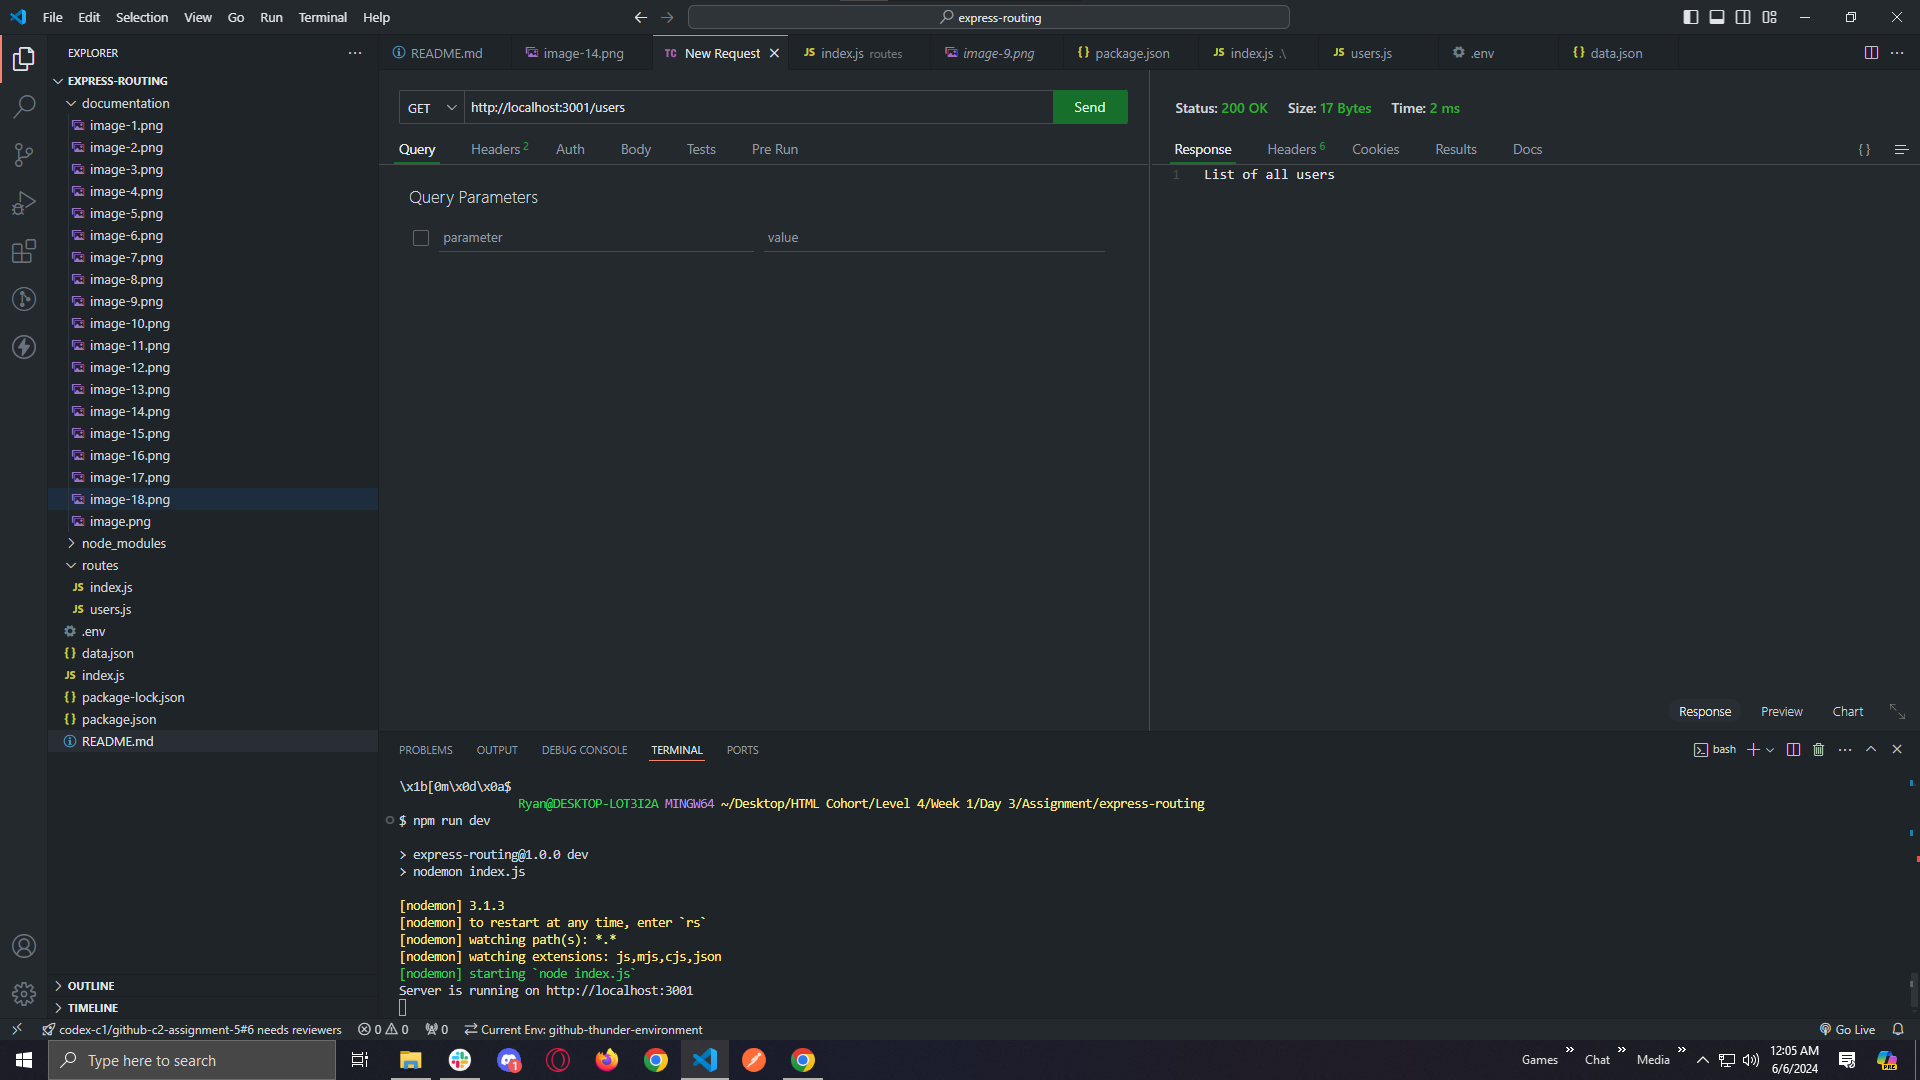 File Edit Selection View Go Run Terminal Help
express-routing
EXPLORER
EXPRESS-ROUTING
documentation
image-1.png
image-2.png
image-3.png
image-4.png
image-5.png
image-6.png
image-7.png
image-8.png
image-9.png
image-10.png
image-11.png
image-12.png
image-13.png
image-14.png
image-15.png
image-16.png
image-17.png
image-18.png
image.png
node_modules
routes
JS index.js
JS users.js
.env
{} data.json
JS index.js
{} package-lock.json
{} package.json
README.md
OUTLINE
TIMELINE
README.md image-14.png TC New Request JS index.js routes image-9.png {} package.json JS index.js .\ JS users.js .env {} data.json
GET http://localhost:3001/users Send
Query Headers 2 Auth Body Tests Pre Run
Query Parameters
parameter value
Status: 200 OK Size: 17 Bytes Time: 2 ms
Response Headers 6 Cookies Results Docs {}
1 List of all users
Response Preview Chart
PROBLEMS OUTPUT DEBUG CONSOLE TERMINAL PORTS
bash
\x1b[0m\x0d\x0a$
Ryan@DESKTOP-LOT3I2A MINGW64 ~/Desktop/HTML Cohort/Level 4/Week 1/Day 3/Assignment/express-routing
$ npm run dev
> express-routing@1.0.0 dev
> nodemon index.js
[nodemon] 3.1.3
[nodemon] to restart at any time, enter `rs`
[nodemon] watching path(s): *.*
[nodemon] watching extensions: js,mjs,cjs,json
[nodemon] starting `node index.js`
Server is running on http://localhost:3001
codex-c1/github-c2-assignment-5#6 needs reviewers 0 0 0 Current Env: github-thunder-environment Go Live
Type here to search
1
Games Chat Media
12:05 AM
6/6/2024
PRE